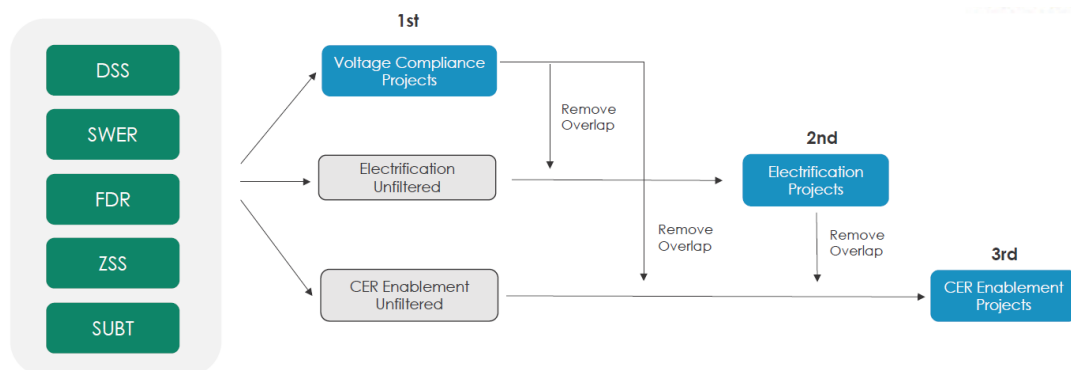 DSS
SWER
FDR
ZSS
SUBT
1st
Voltage Compliance
Projects
Remove
Overlap
Electrification
Unfiltered
2nd
Electrification
Projects
Remove
Overlap
Remove
Overlap
CER Enablement
Unfiltered
3rd
CER Enablement
Projects